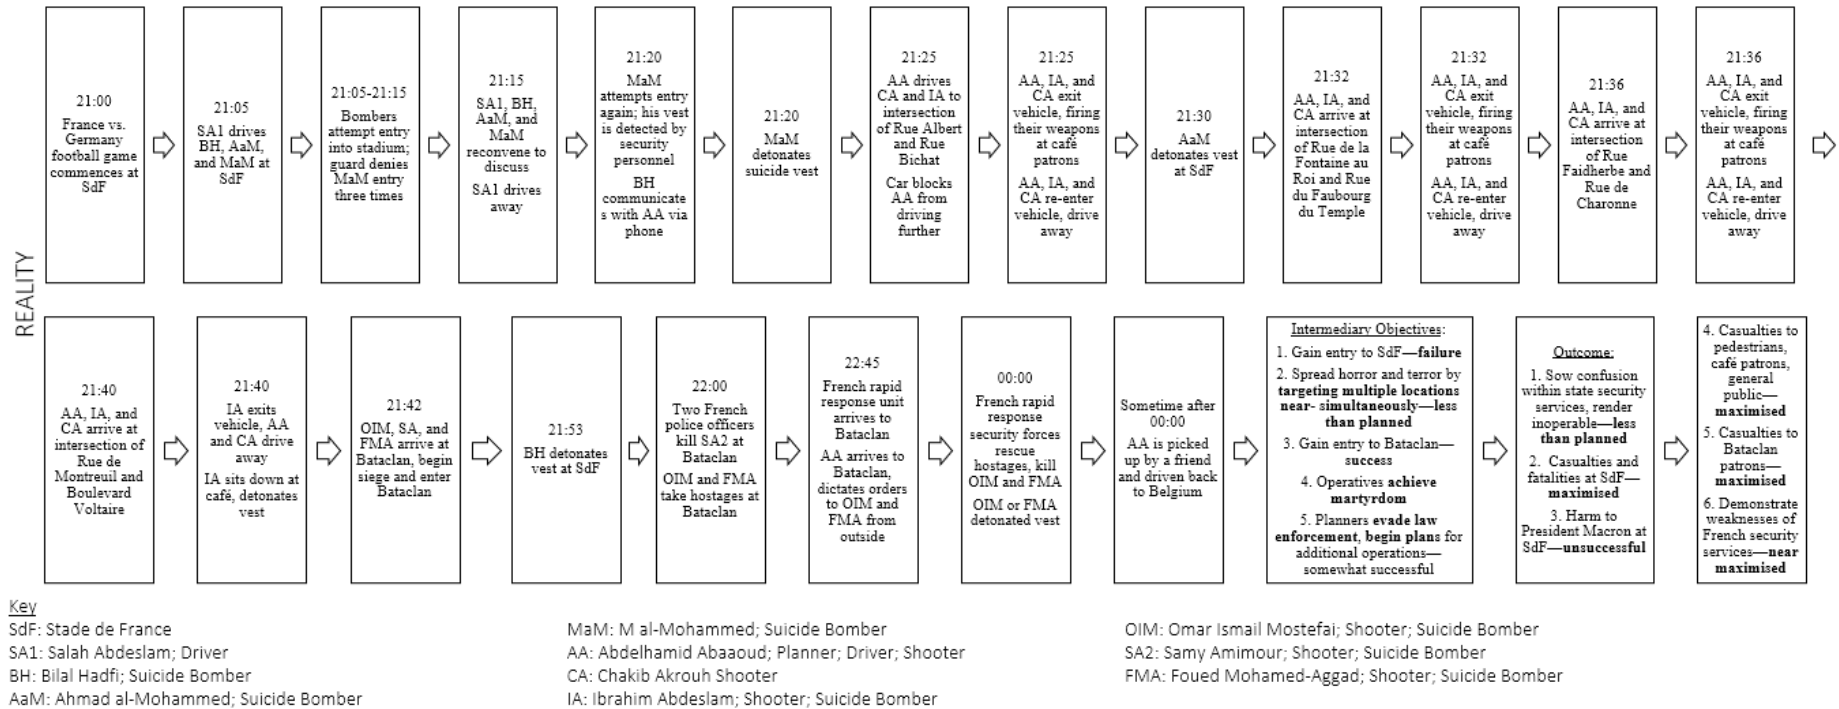 REALITY
21:00
France vs.
Germany
football game
commences at
SdF
21:05
SA1 drives
BH, AaM,
and MaM at
SdF
21:05-21:15
Bombers
attempt entry
into stadium;
guard denies
MaM entry
three times
21:15
SA1, BH,
AaM, and
MaM
reconvene to
discuss
SA1 drives
away
21:20
MaM
attempts entry
again; his vest
is detected by
security
personnel
BH
communicate
s with AA via
phone
21:20
MaM
detonates
suicide vest
21:25
AA drives
CA and IA to
intersection
of Rue Albert
and Rue
Bichat
Car blocks
AA from
driving
further
21:25
AA, IA, and
CA exit
vehicle, firing
their weapons
at café
patrons
AA, IA, and
CA re-enter
vehicle, drive
away
21:30
AaM
detonates vest
at SdF
21:32
AA, IA, and
CA arrive at
intersection
of Rue de la
Fontaine au
Roi and Rue
du Faubourg
du Temple
21:32
AA, IA, and
CA exit
vehicle, firing
their weapons
at café
patrons
AA, IA, and
CA re-enter
vehicle, drive
away
21:36
AA, IA, and
CA arrive at
intersection
of Rue
Faidherbe and
Rue de
Charonne
21:36
AA, IA, and
CA exit
vehicle, firing
their weapons
at café
patrons
AA, IA, and
CA re-enter
vehicle, drive
away
21:40
AA, IA, and
CA arrive at
intersection of
Rue de
Montreuil and
Boulevard
Voltaire
21:40
IA exits
vehicle, AA
and CA drive
away
IA sits down at
café, detonates
vest
21:42
OIM, SA, and
FMA arrive at
Bataclan, begin
siege and enter
Bataclan
21:53
BH detonates
vest at SdF
22:00
Two French
police officers
kill SA2 at
Bataclan
OIM and FMA
take hostages at
Bataclan
22:45
French rapid
response unit
arrives to
Bataclan
AA arrives to
Bataclan,
dictates orders
to OIM and
FMA from
outside
00:00
French rapid
response
security forces
rescue
hostages, kill
OIM and FMA
OIM or FMA
detonated vest
Sometime after
00:00
AA is picked
up by a friend
and driven back
to Belgium
Intermediary Objectives:
1. Gain entry to SdF—failure
2. Spread horror and terror by
targeting multiple locations
near- simultaneously—less
than planned
3. Gain entry to Bataclan—
success
4. Operatives achieve
martyrdom
5. Planners evade law
enforcement, begin plans for
additional operations—
somewhat successful
Outcome:
1. Sow confusion
within state security
services, render
inoperable—less
than planned
2. Casualties and
fatalities at SdF—
maximised
3. Harm to
President Macron at
SdF—unsuccessful
4. Casualties to
pedestrians,
café patrons,
general
public—
maximised
5. Casualties to
Bataclan
patrons—
maximised
6. Demonstrate
weaknesses of
French security
services—near
maximised
Key
SdF: Stade de France
SA1: Salah Abdeslam; Driver
BH: Bilal Hadfi; Suicide Bomber
AaM: Ahmad al-Mohammed; Suicide Bomber
MaM: M al-Mohammed; Suicide Bomber
AA: Abdelhamid Abaaoud; Planner; Driver; Shooter
CA: Chakib Akrouh Shooter
IA: Ibrahim Abdeslam; Shooter; Suicide Bomber
OIM: Omar Ismail Mostefai; Shooter; Suicide Bomber
SA2: Samy Amimour; Shooter; Suicide Bomber
FMA: Foued Mohamed-Aggad; Shooter; Suicide Bomber